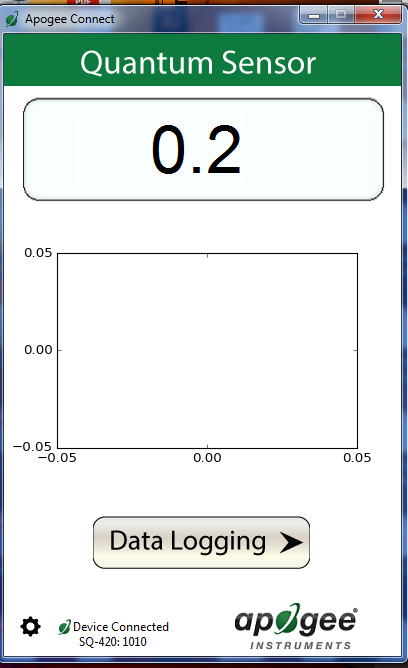 PDF
Apogee Connect
Quantum Sensor
0.2
0.05
0.00
−0.05
−0.05 0.00 0.05
Data Logging
Device Connected
SQ-420: 1010
apogee®
INSTRUMENTS